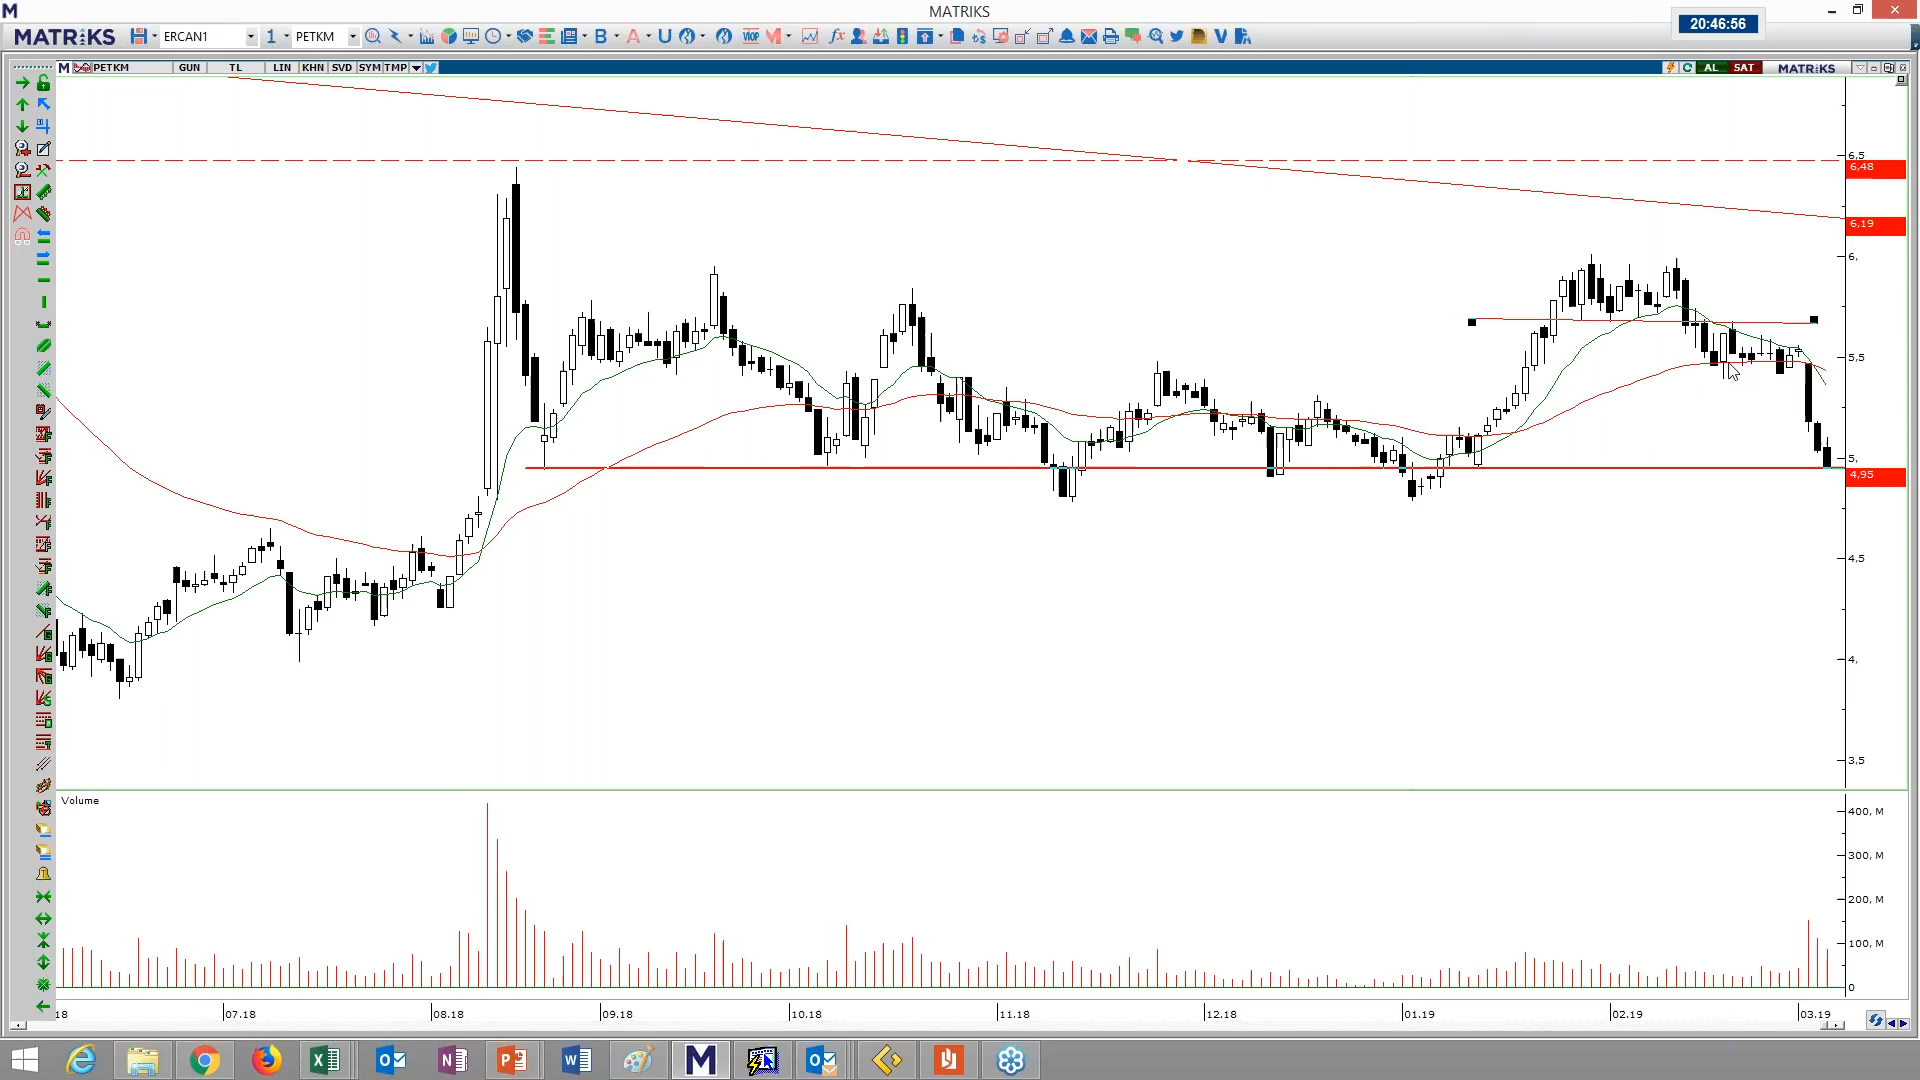 MATRIKS
20:46:56
MATRiKS ERCAN1 1 PETKM B A U VIOP M fx V
M PETKM GUN TL LIN KHN SVD SYM TMP AL SAT MATRiKS
6,5
6,48
6,19
6,
5,5
5,
4,95
4,5
4,
3,5
Volume
400, M
300, M
200, M
100, M
0
18 07.18 08.18 09.18 10.18 11.18 12.18 01.19 02.19 03.19